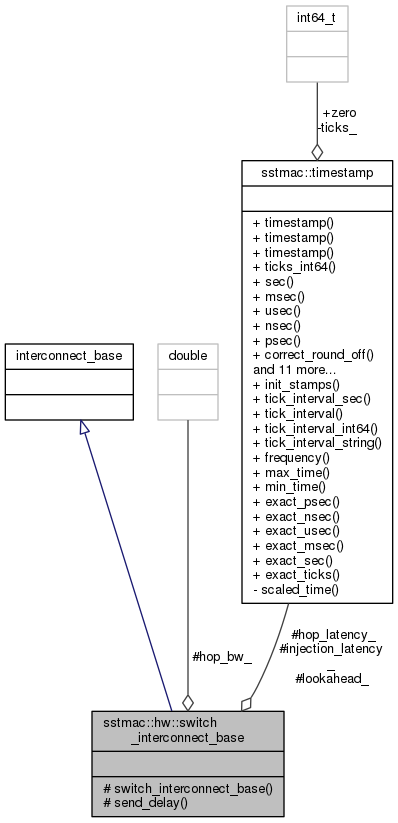 int64_t
+zero
-ticks_
sstmac::timestamp
+ timestamp()
+ timestamp()
+ timestamp()
+ ticks_int64()
+ sec()
+ msec()
+ usec()
+ nsec()
+ psec()
+ correct_round_off()
and 11 more...
+ init_stamps()
+ tick_interval_sec()
+ tick_interval()
+ tick_interval_int64()
+ tick_interval_string()
+ frequency()
+ max_time()
+ min_time()
+ exact_psec()
+ exact_nsec()
+ exact_usec()
+ exact_msec()
+ exact_sec()
+ exact_ticks()
- scaled_time()
interconnect_base
double
#hop_bw_
#hop_latency_
#injection_latency
_
#lookahead_
sstmac::hw::switch
_interconnect_base
# switch_interconnect_base()
# send_delay()